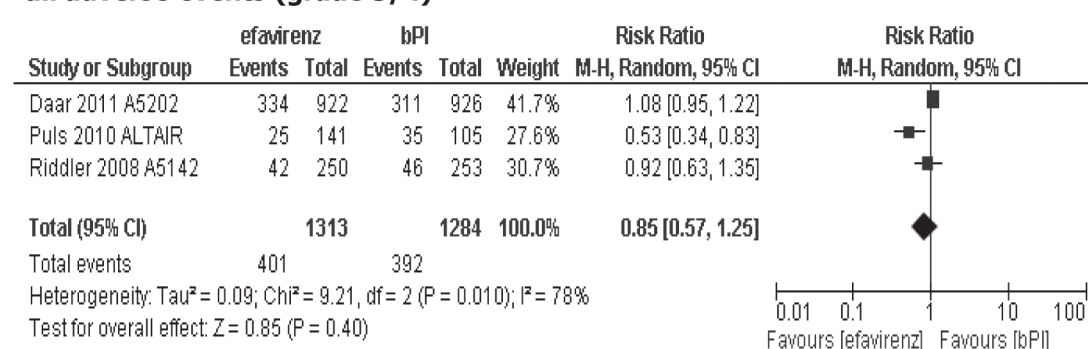 all adverse events (grade 3/4)
efavirenz bPI Risk Ratio Risk Ratio
Study or Subgroup Events Total Events Total Weight M-H, Random, 95% CI M-H, Random, 95% CI
Daar 2011 A5202 334 922 311 926 41.7% 1.08 [0.95, 1.22]
Puls 2010 ALTAIR 25 141 35 105 27.6% 0.53 [0.34, 0.83]
Riddler 2008 A5142 42 250 46 253 30.7% 0.92 [0.63, 1.35]
Total (95% CI) 1313 1284 100.0% 0.85 [0.57, 1.25]
Total events 401 392
Heterogeneity: Tau² = 0.09; Chi² = 9.21, df = 2 (P = 0.010); I² = 78%
Test for overall effect: Z = 0.85 (P = 0.40)
0.01 0.1 1 10 100
Favours [efavirenz] Favours [bPI]